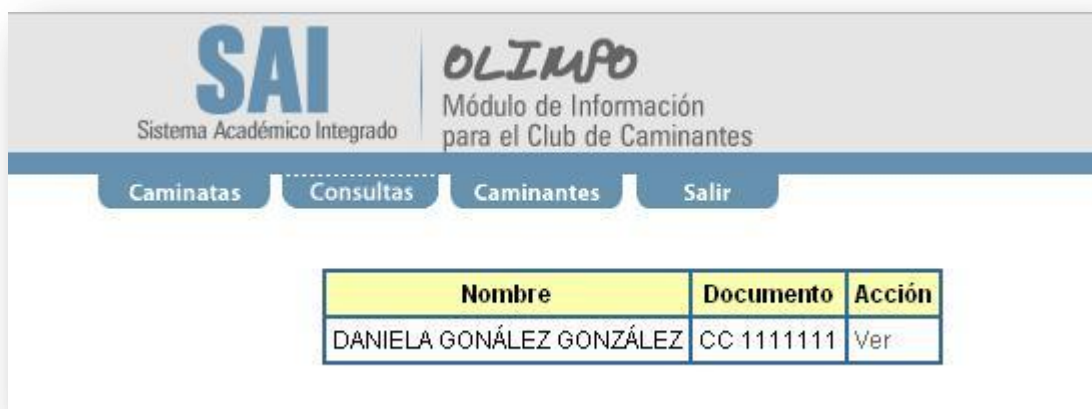 SAI
Sistema Académico Integrado
OLIMPO
Módulo de Información
para el Club de Caminantes
Caminatas Consultas Caminantes Salir
Nombre Documento Acción
DANIELA GONÁLEZ GONZÁLEZ CC 1111111 Ver